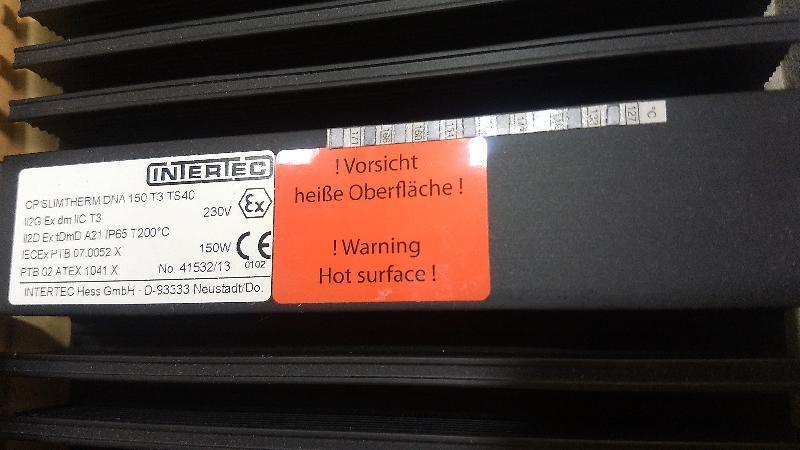 INTERTEC
CP SLIMTHERM DNA 150 T3 TS40
II2G Ex dm IIC T3
230V
Ex
II2D Ex tDmD A21 IP65 T200°C
IECEx PTB 07.0052 X
150W
CE
0102
PTB 02 ATEX 1041 X
No. 41532/13
INTERTEC Hess GmbH · D-93333 Neustadt/Do.
! Vorsicht
heiße Oberfläche !
! Warning
Hot surface !
°C